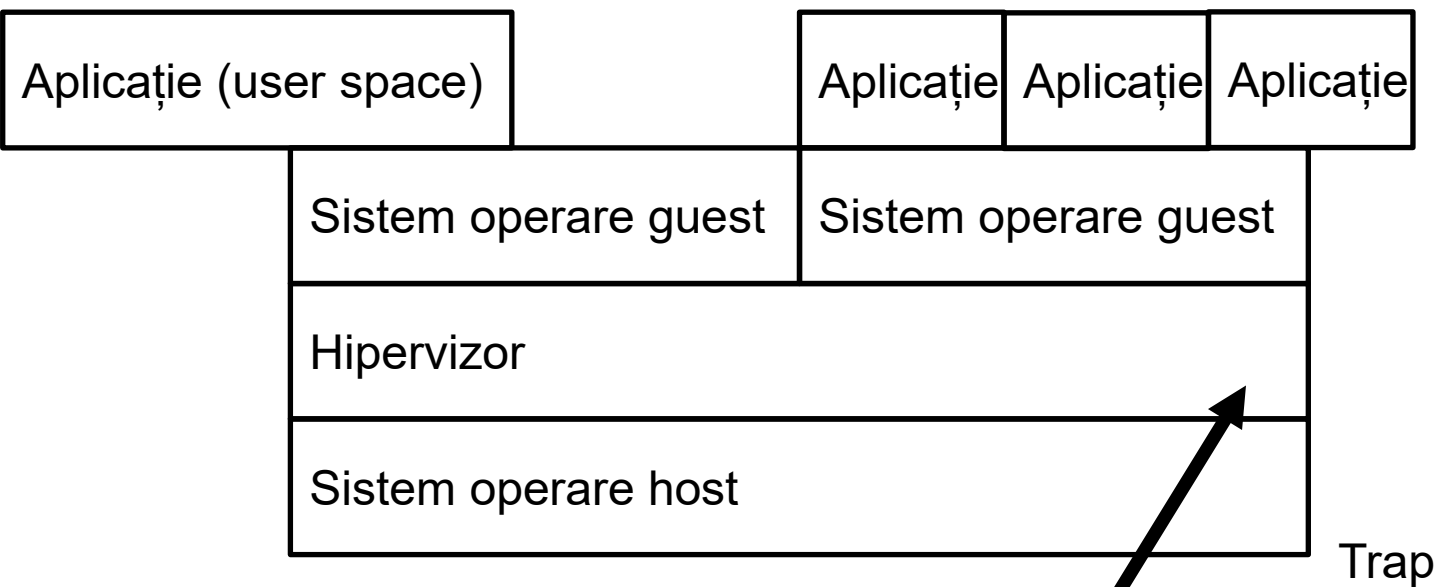 Aplicație (user space)
Aplicație
Aplicație
Aplicație
Sistem operare guest
Sistem operare guest
Hipervizor
Sistem operare host
Trap